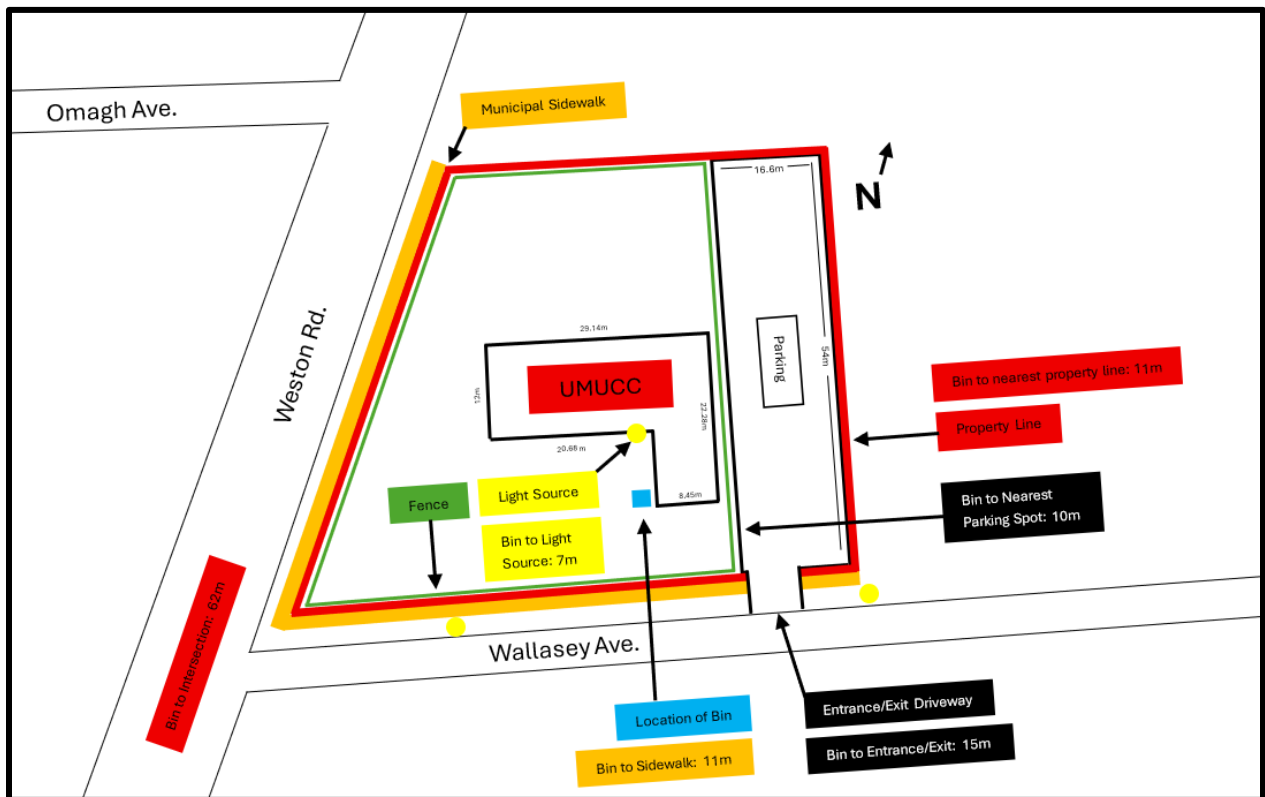 Omagh Ave.
Municipal Sidewalk
N
16.6m
Weston Rd.
29.14m
12m
UMUCC
22.28m
20.68 m
8.45m
Parking
54m
Bin to nearest property line: 11m
Property Line
Fence
Light Source
Bin to Light
Source: 7m
Bin to Nearest
Parking Spot: 10m
Bin to Intersection: 62m
Wallasey Ave.
Location of Bin
Bin to Sidewalk: 11m
Entrance/Exit Driveway
Bin to Entrance/Exit: 15m